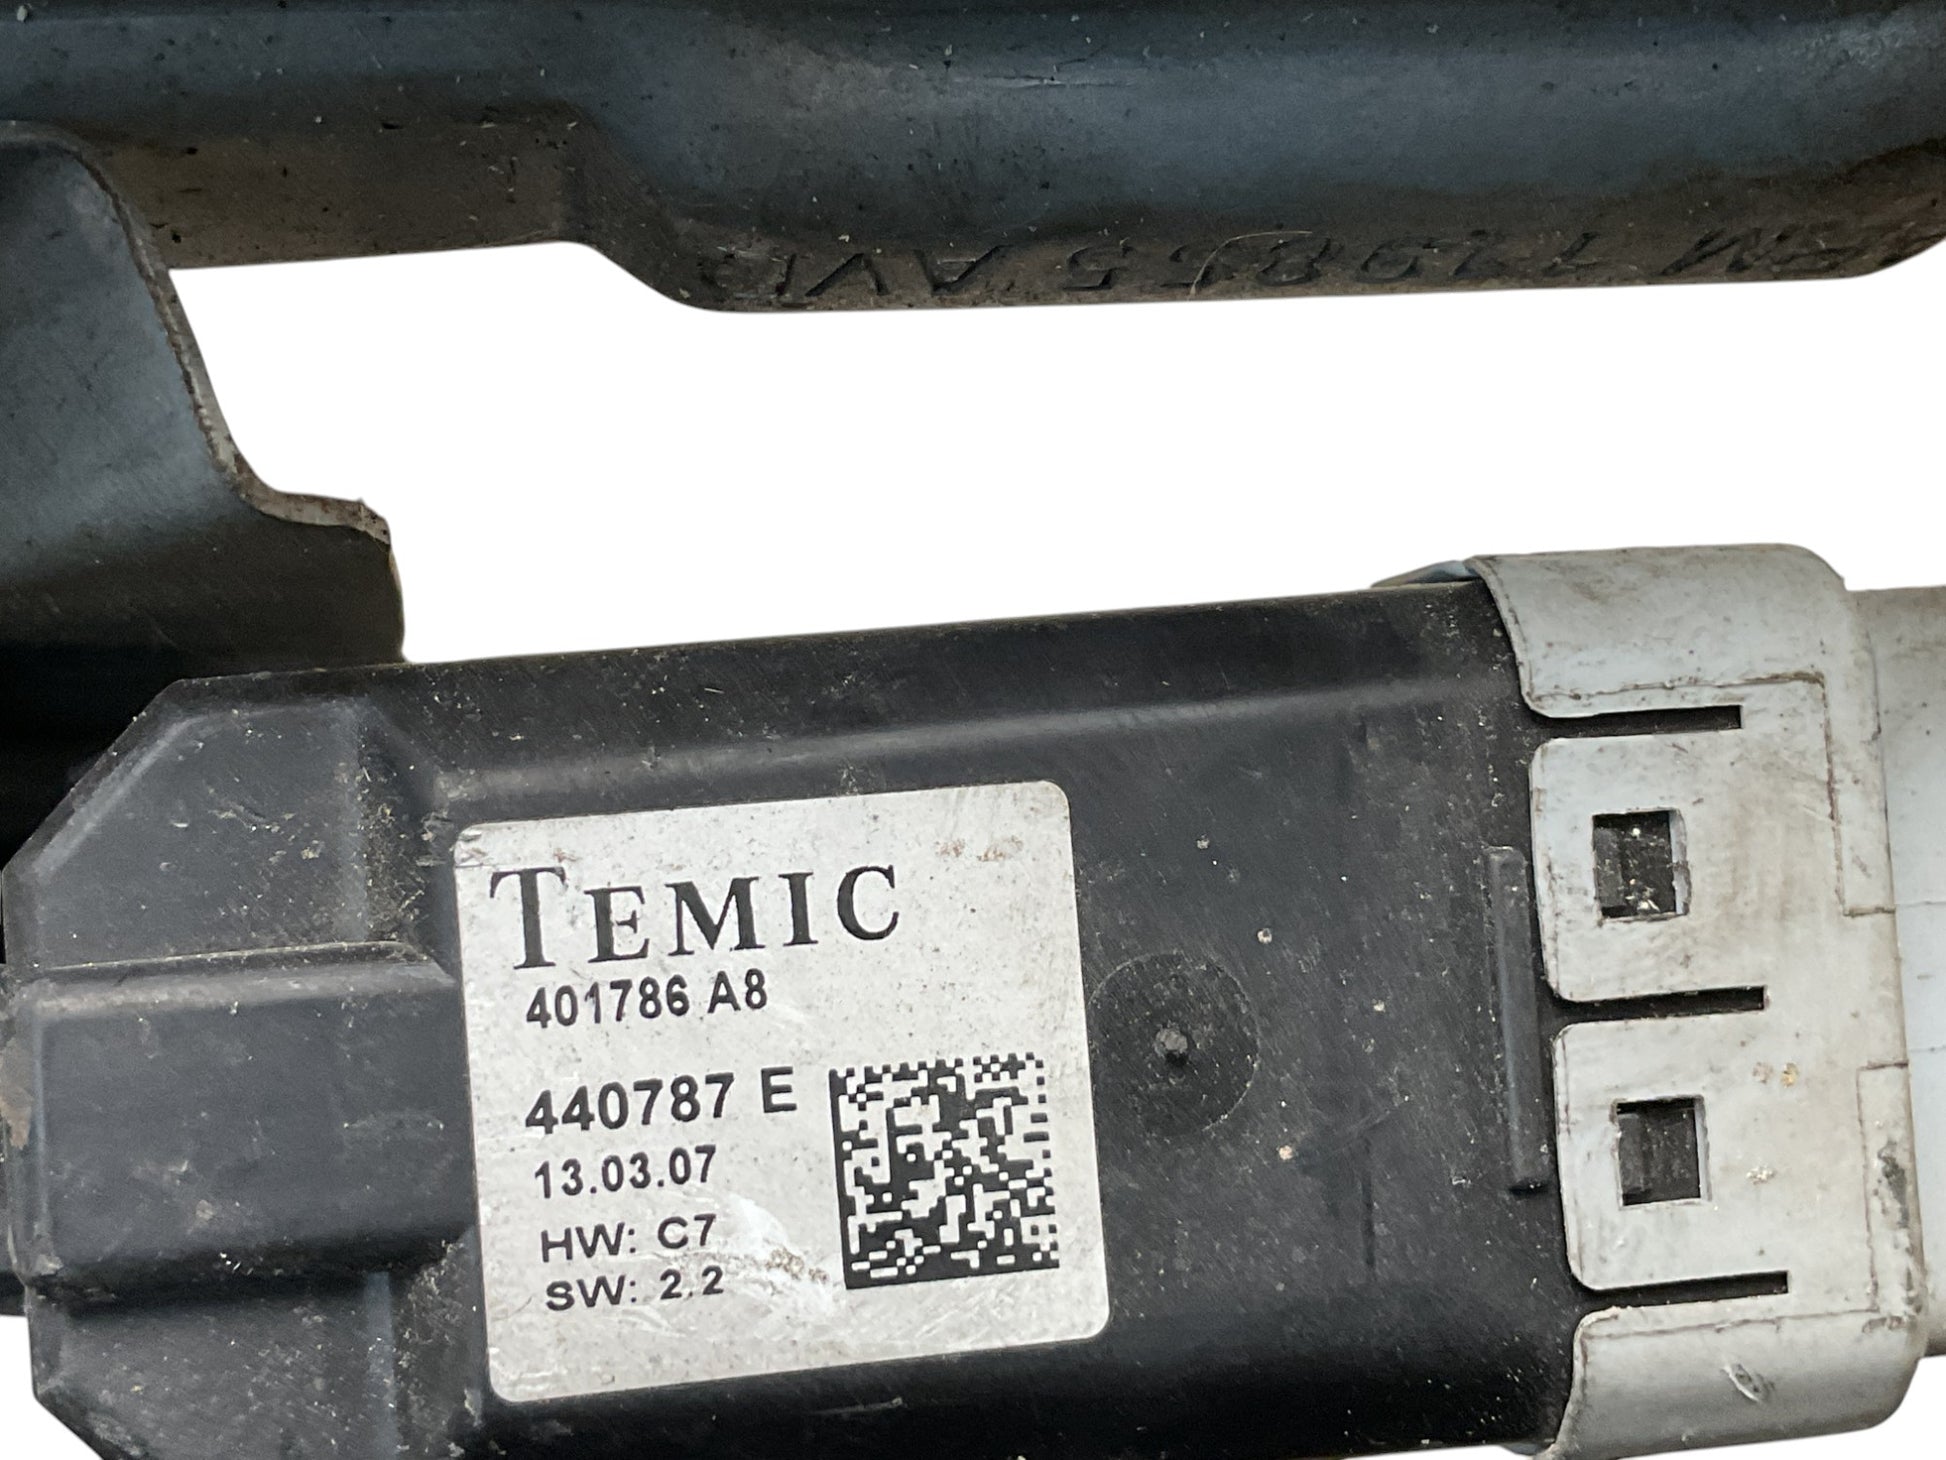 TEMIC
401786 A8
440787 E
13.03.07
HW: C7
SW: 2.2